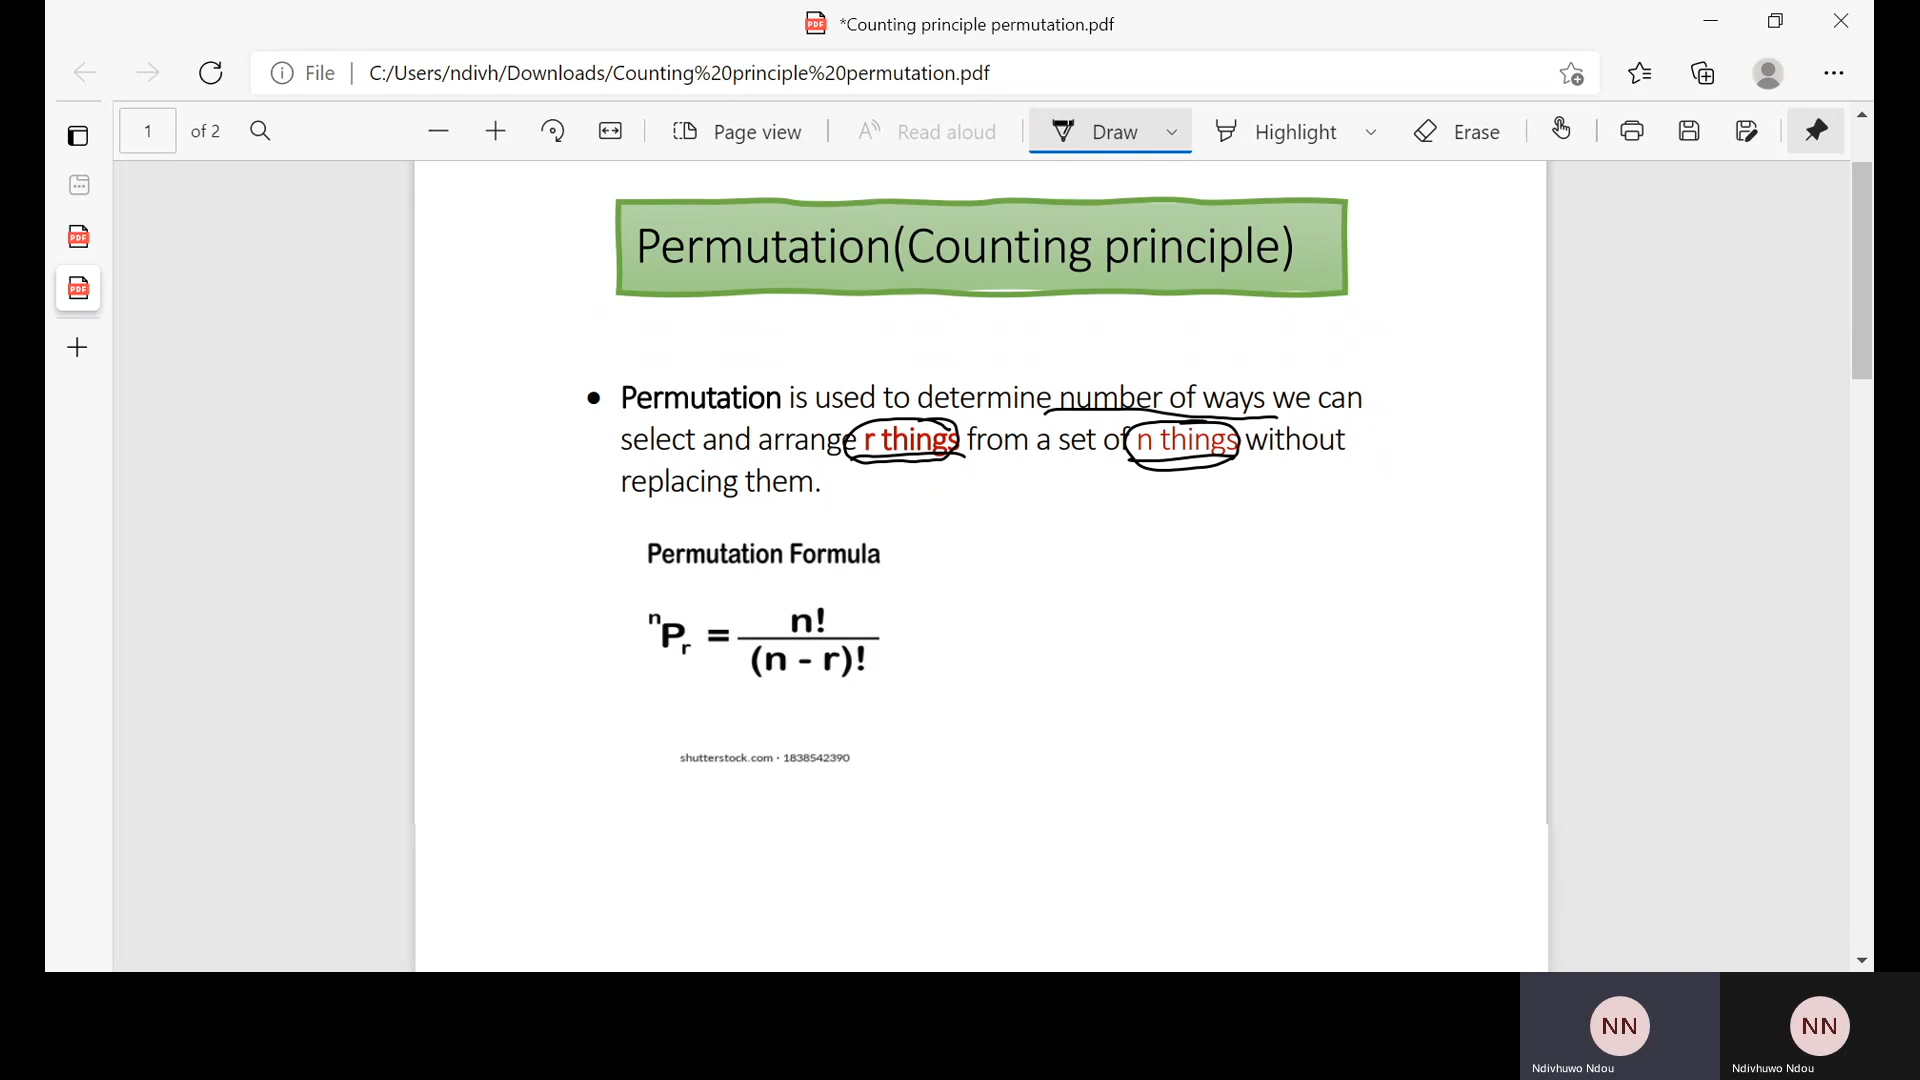 *Counting principle permutation.pdf
File
C:/Users/ndivh/Downloads/Counting%20principle%20permutation.pdf
1 of 2
Page view
Read aloud
Draw
Highlight
Erase
Permutation(Counting principle)
• Permutation is used to determine number of ways we can
select and arrange r things from a set of n things without
replacing them.
Permutation Formula
ⁿPᵣ = n! / (n - r)!
shutterstock.com · 1838542390
NN
Ndivhuwo Ndou
NN
Ndivhuwo Ndou